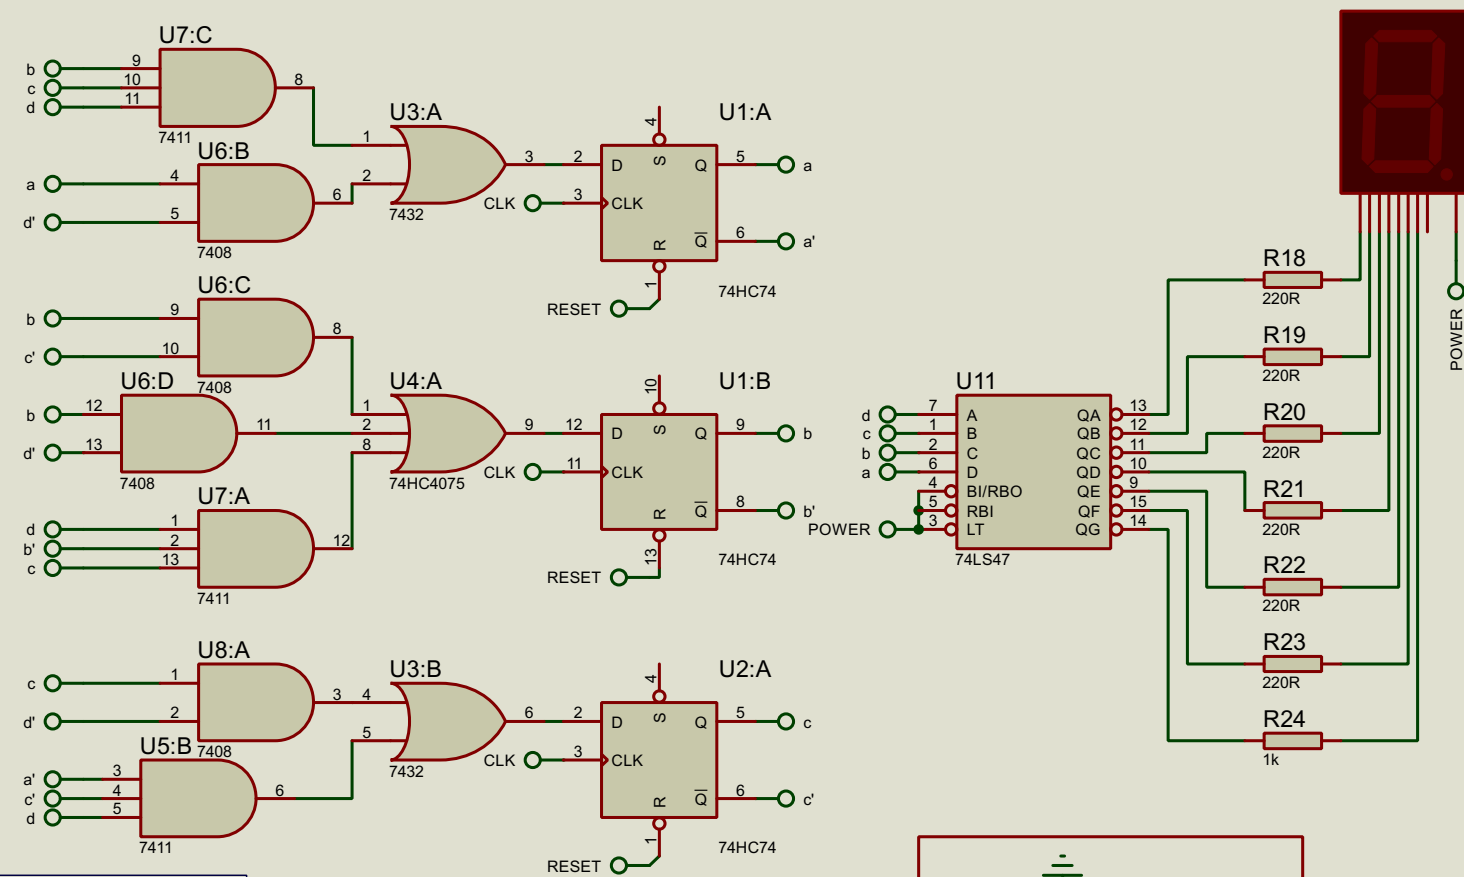 U7:C
b 9
c 10 8
d 11
7411
U3:A
U1:A
U6:B
1
4
a 4
2
3 2 D S Q 5 a
d' 5 6
7432
CLK 3 CLK
7408
R Q 6 a'
1
74HC74
RESET
U6:C
b 9
8
c' 10
7408
U6:D
U4:A
U1:B
10
b 12
11
1
2
8
9 12 D S Q 9 b
d' 13
7408
74HC4075
CLK 11 CLK
U7:A
d 1
b' 2 12
c 13
7411
R Q 8 b'
13
74HC74
RESET
U8:A
c 1
3 4
d' 2
7408
U3:B
U2:A
4
5
6 2 D S Q 5 c
7432
CLK 3 CLK
U5:B
a' 3
c' 4 6
d 5
7411
R Q 6 c'
1
74HC74
RESET
U11
d 7 A QA 13
c 1 B QB 12
b 2 C QC 11
a 6 D QD 10
4 BI/RBO QE 9
5 RBI QF 15
POWER 3 LT QG 14
74LS47
R18
220R
R19
220R
R20
220R
R21
220R
R22
220R
R23
220R
R24
1k
POWER